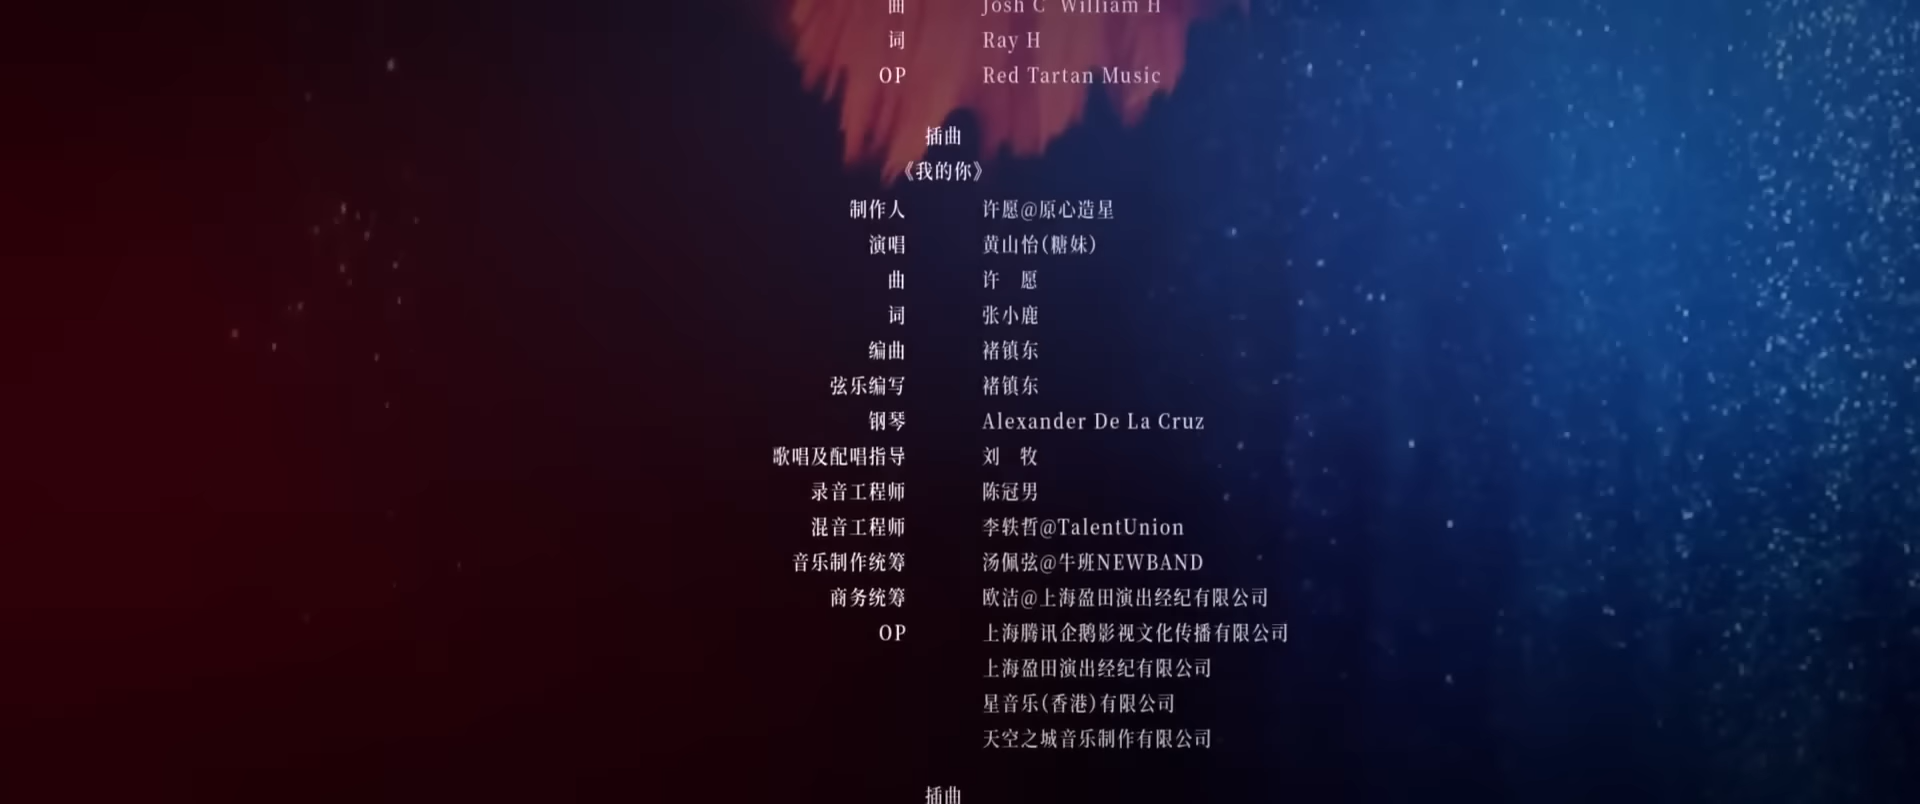 曲 Josh C William H
词 Ray H
OP Red Tartan Music
插曲
《我的你》
制作人 许愿@原心造星
演唱 黄山怡(糖妹)
曲 许 愿
词 张小鹿
编曲 褚镇东
弦乐编写 褚镇东
钢琴 Alexander De La Cruz
歌唱及配唱指导 刘 牧
录音工程师 陈冠男
混音工程师 李轶哲@TalentUnion
音乐制作统筹 汤佩弦@牛班NEWBAND
商务统筹 欧洁@上海盈田演出经纪有限公司
OP 上海腾讯企鹅影视文化传播有限公司
上海盈田演出经纪有限公司
星音乐(香港)有限公司
天空之城音乐制作有限公司
插曲